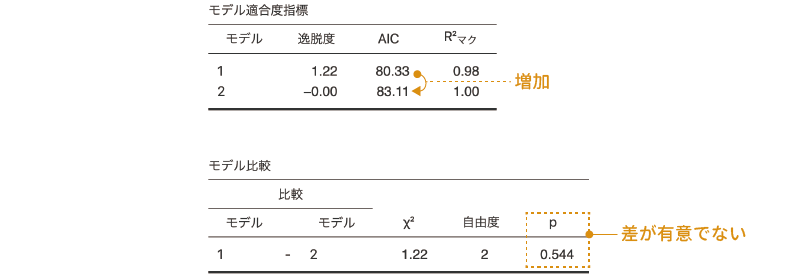 モデル適合度指標
モデル 逸脱度 AIC R²マク
1 1.22 80.33 0.98
増加
2 –0.00 83.11 1.00
モデル比較
比較
モデル モデル χ² 自由度 p
差が有意でない
1 - 2 1.22 2 0.544